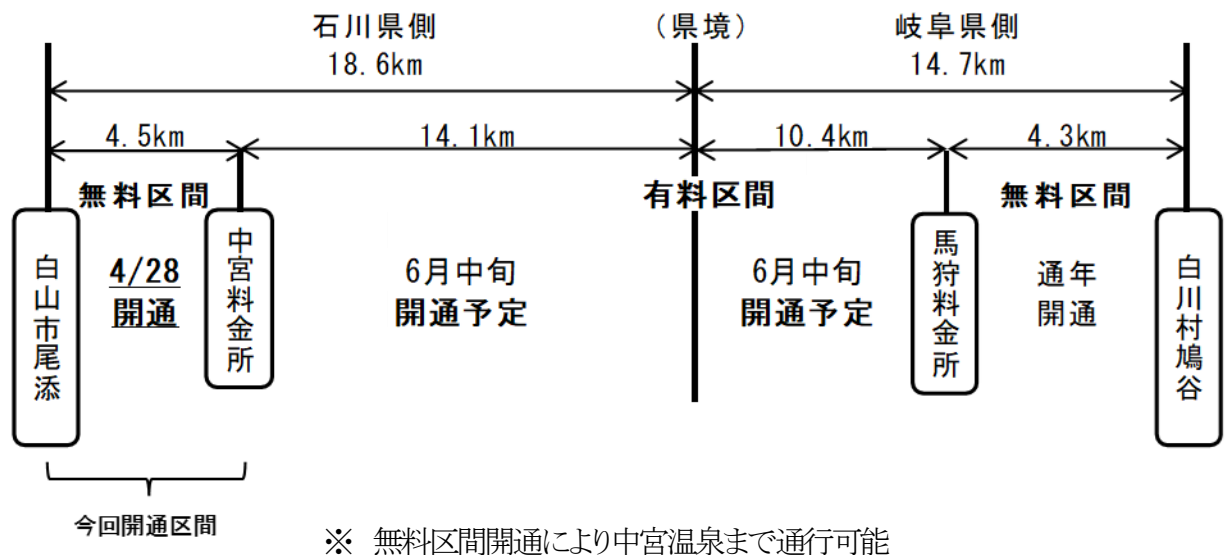 石川県側
（県境）
岐阜県側
18.6km
14.7km
4.5km
14.1km
10.4km
4.3km
無料区間
有料区間
無料区間
白山市尾添
4/28
開通
中宮料金所
6月中旬
開通予定
6月中旬
開通予定
馬狩料金所
通年
開通
白川村鳩谷
今回開通区間
※ 無料区間開通により中宮温泉まで通行可能